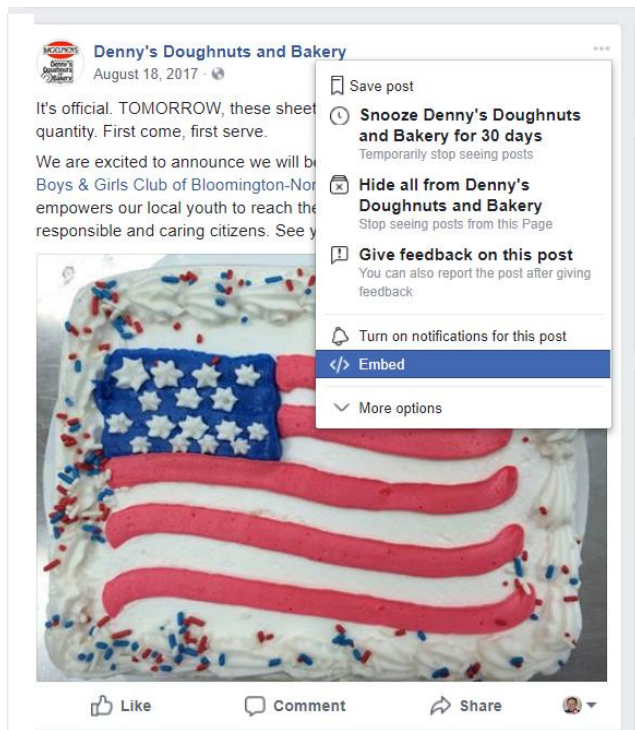 Denny's Doughnuts and Bakery
August 18, 2017
It's official. TOMORROW, these sheet
quantity. First come, first serve.
We are excited to announce we will
Boys & Girls Club of
empowers our local youth to reach
responsible and caring citizens. See
Save post
Snooze Denny's Doughnuts
and Bakery for 30 days
Temporarily stop seeing posts
Hide all from Denny's
Doughnuts and Bakery
Stop seeing posts from this Page
Give feedback on this post
You can also report the post after giving
feedback
Turn on notifications for this post
</> Embed
More options
Like Comment Share